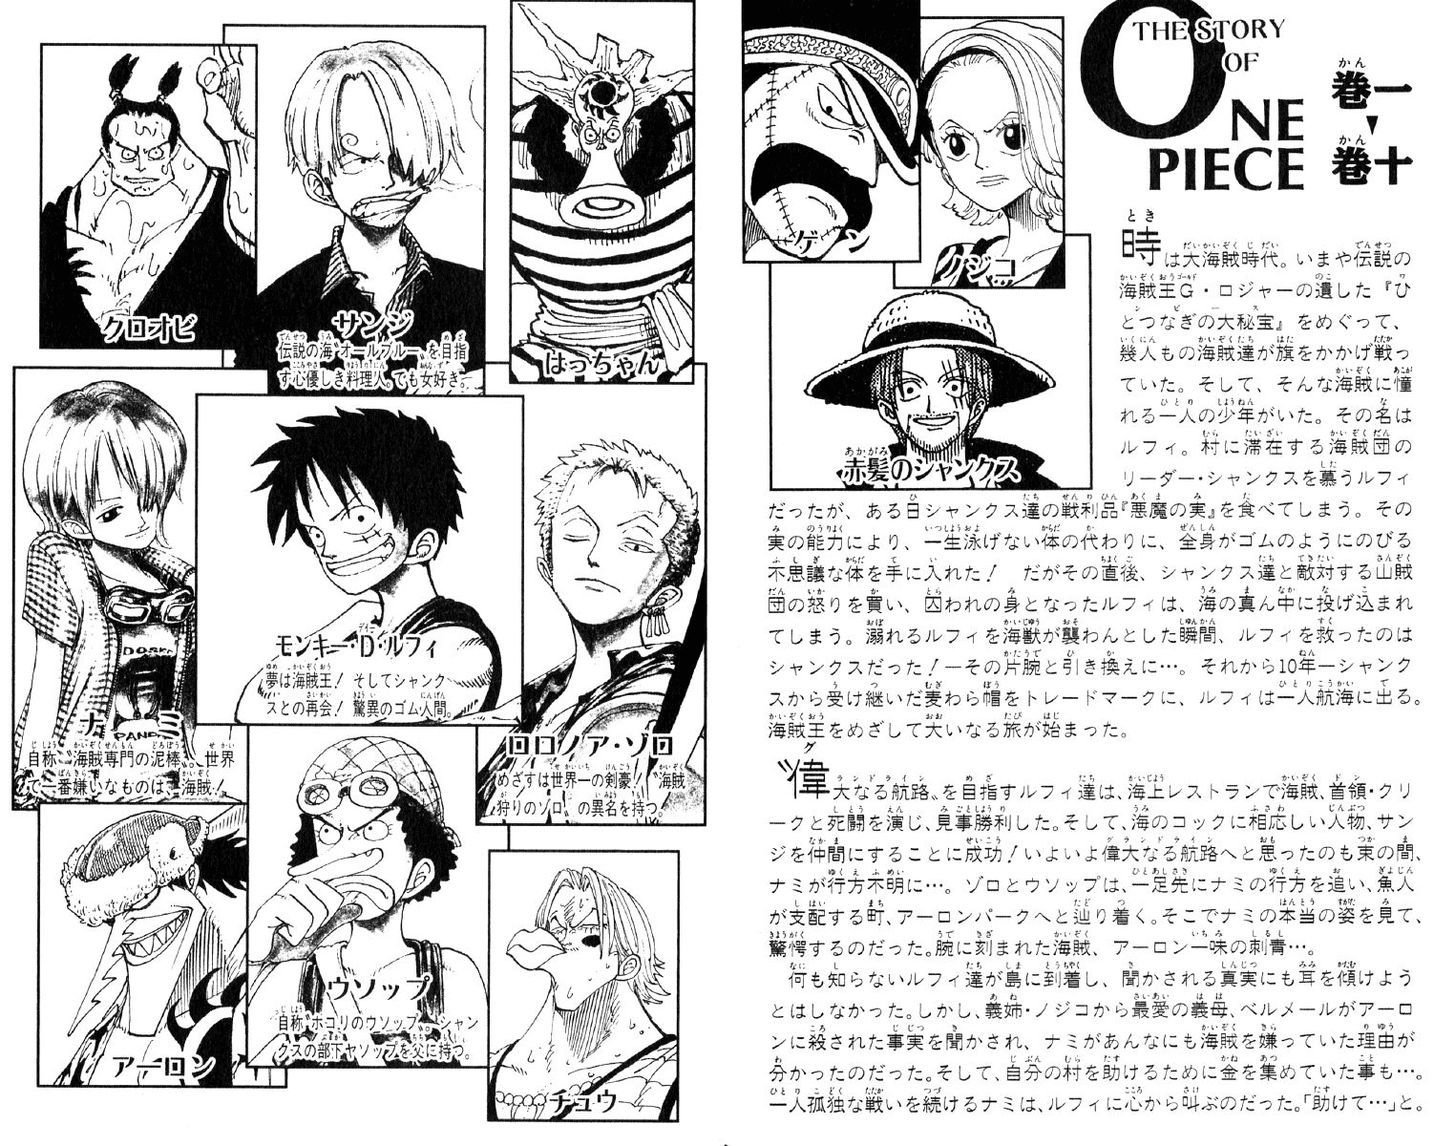 THE STORY
OF
ONE
PIECE
巻一
▼
巻十
時は大海賊時代。いまや伝説の
海賊王G・ロジャーの遺した『ひ
とつなぎの大秘宝』をめぐって、
幾人もの海賊達が旗をかかげ戦っ
ていた。そして、そんな海賊に憧
れる一人の少年がいた。その名は
ルフィ。村に滞在する海賊団の
リーダー・シャンクスを慕うルフィ
だったが、ある日シャンクス達の戦利品『悪魔の実』を食べてしまう。その
実の能力により、一生泳げない体の代わりに、全身がゴムのようにのびる
不思議な体を手に入れた！　だがその直後、シャンクス達と敵対する山賊
団の怒りを買い、囚われの身となったルフィは、海の真ん中に投げ込まれ
てしまう。溺れるルフィを海獣が襲わんとした瞬間、ルフィを救ったのは
シャンクスだった！―その片腕と引き換えに…。それから10年―シャンク
スから受け継いだ麦わら帽をトレードマークに、ルフィは一人航海に出る。
海賊王をめざして大いなる旅が始まった。
〝偉大なる航路〟を目指すルフィ達は、海上レストランで海賊、首領・クリ
ークと死闘を演じ、見事勝利した。そして、海のコックに相応しい人物、サン
ジを仲間にすることに成功！いよいよ偉大なる航路へと思ったのも束の間、
ナミが行方不明に…。ゾロとウソップは、一足先にナミの行方を追い、魚人
が支配する町、アーロンパークへと辿り着く。そこでナミの本当の姿を見て、
驚愕するのだった。腕に刻まれた海賊、アーロン一味の刺青…。
何も知らないルフィ達が島に到着し、聞かされる真実にも耳を傾けよう
とはしなかった。しかし、義姉・ノジコから最愛の義母、ベルメールがアーロ
ンに殺された事実を聞かされ、ナミがあんなにも海賊を嫌っていた理由が
分かったのだった。そして、自分の村を助けるために金を集めていた事も…。
一人孤独な戦いを続けるナミは、ルフィに心から叫ぶのだった。「助けて…」と。
ゲン
ノジコ
赤髪のシャンクス
はっちゃん
サンジ
伝説の海〝オールブルー〟を目指
す心優しき料理人。でも女好き。
クロオビ
ロロノア・ゾロ
めざすは世界一の剣豪！〝海賊
狩りのゾロ〟の異名を持つ。
モンキー・D・ルフィ
夢は海賊王！そしてシャンク
スとの再会！驚異のゴム人間。
DOSKO
PANDA
ナミ
自称〝海賊専門の泥棒〟。世界
で一番嫌いなものは、海賊！
チュウ
ウソップ
自称〝ホコリのウソップ〟。シャン
クスの部下ヤソップを父に持つ。
アーロン